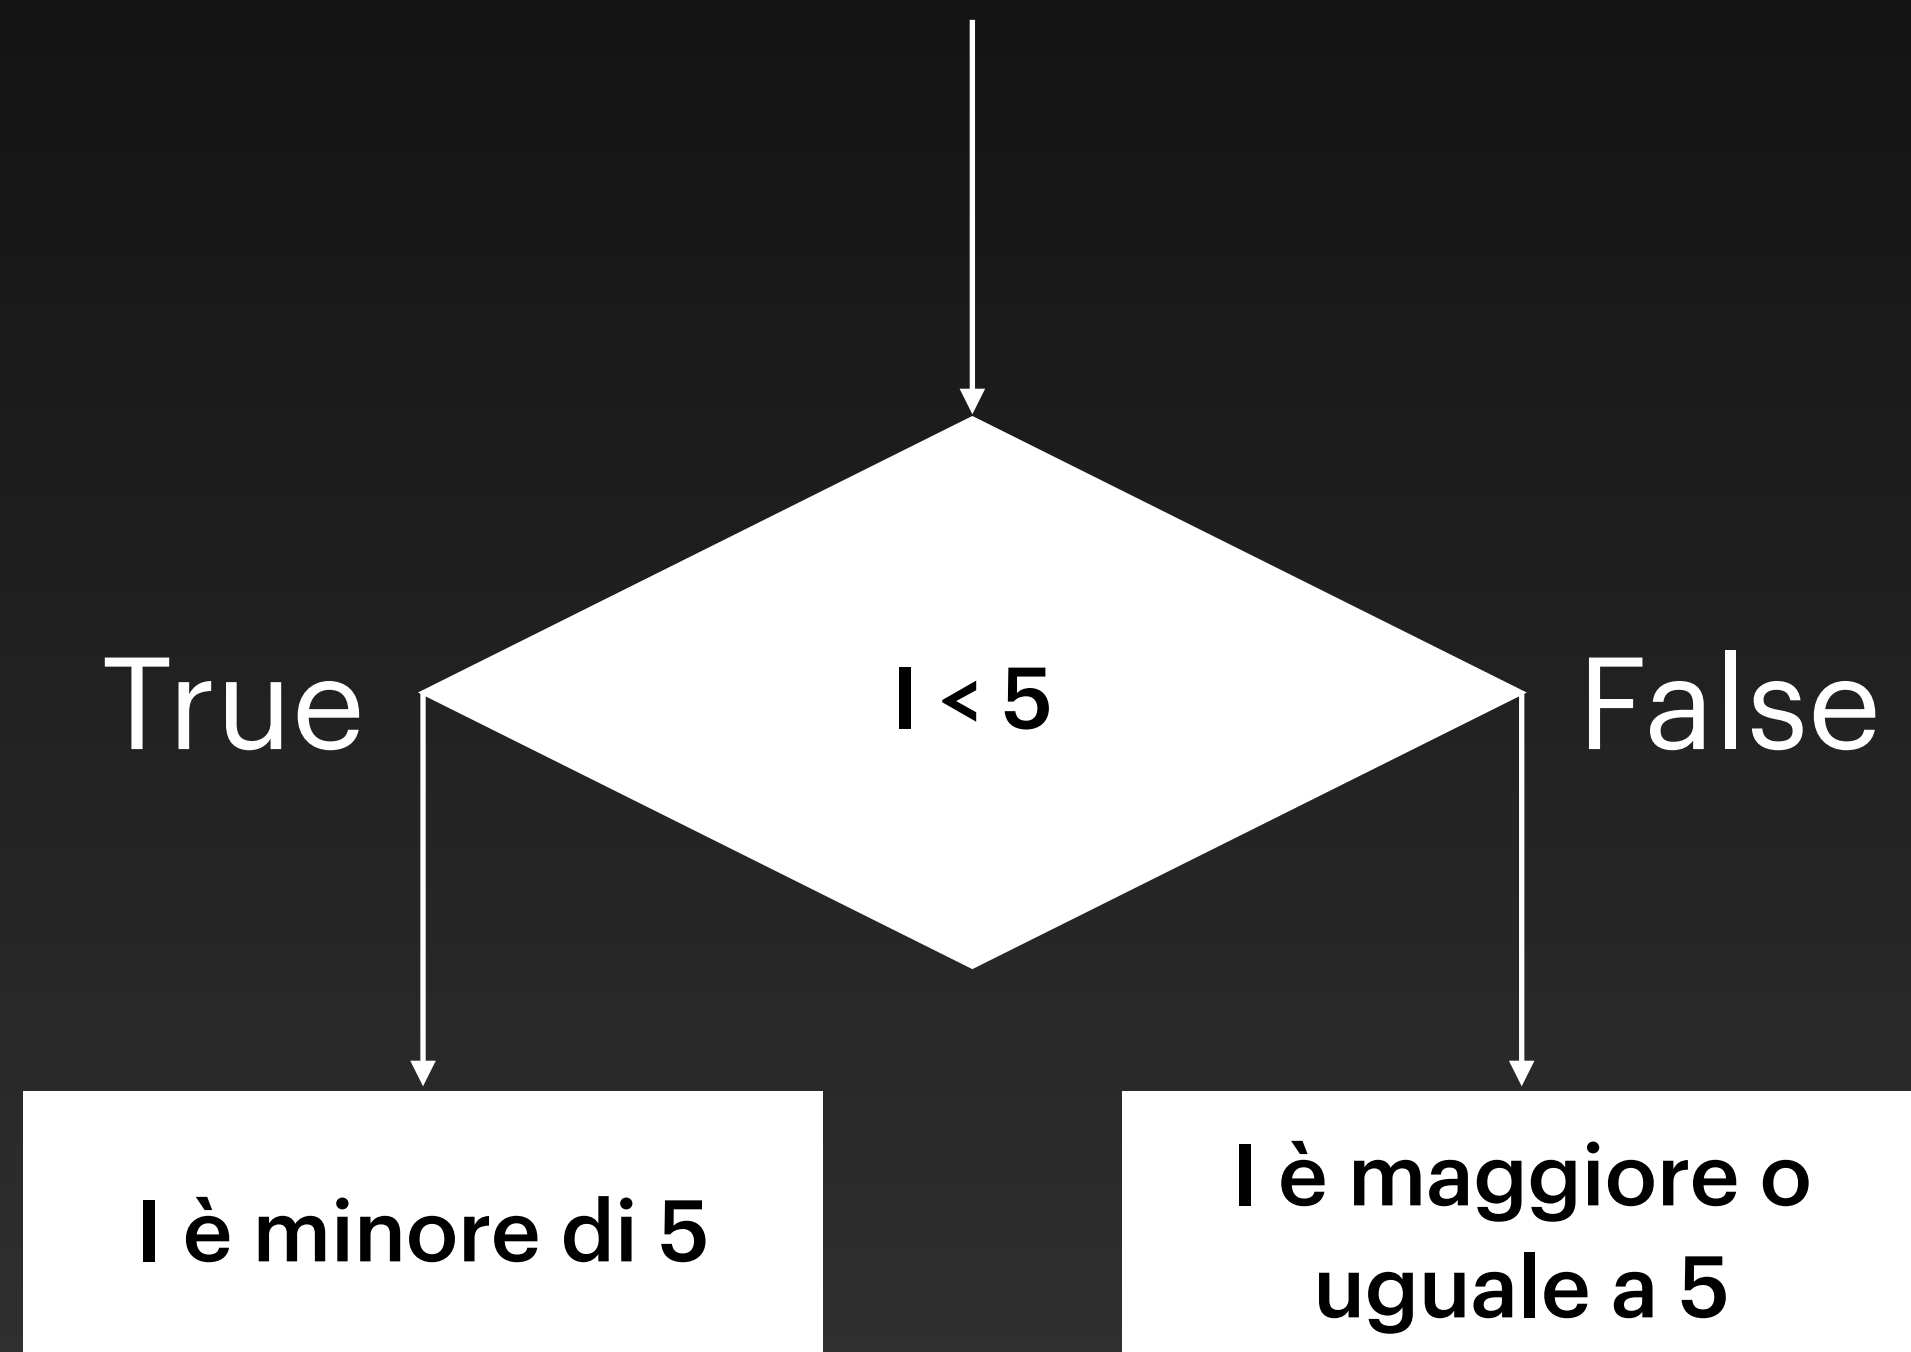 True
I < 5
False
I è minore di 5
I è maggiore o
uguale a 5